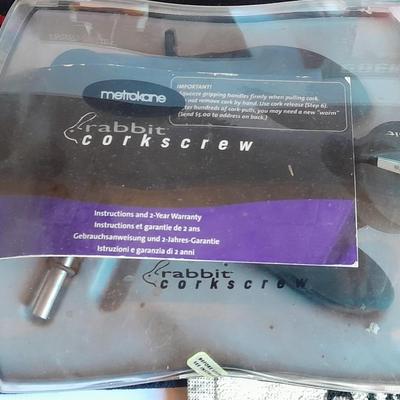 metrokane
IMPORTANT!
Squeeze gripping handles firmly when pulling cork.
Do not remove cork by hand. Use cork release (Step 6).
After hundreds of cork pulls, you may need a new "worm"
(Send $5.00 to address on back.)
rabbit
corkscrew
Instructions and 2-Year Warranty
Instructions et garantie de 2 ans
Gebrauchsanweisung und 2-Jahres-Garantie
Istruzioni e garanzia di 2 anni
rabbit
corkscrew